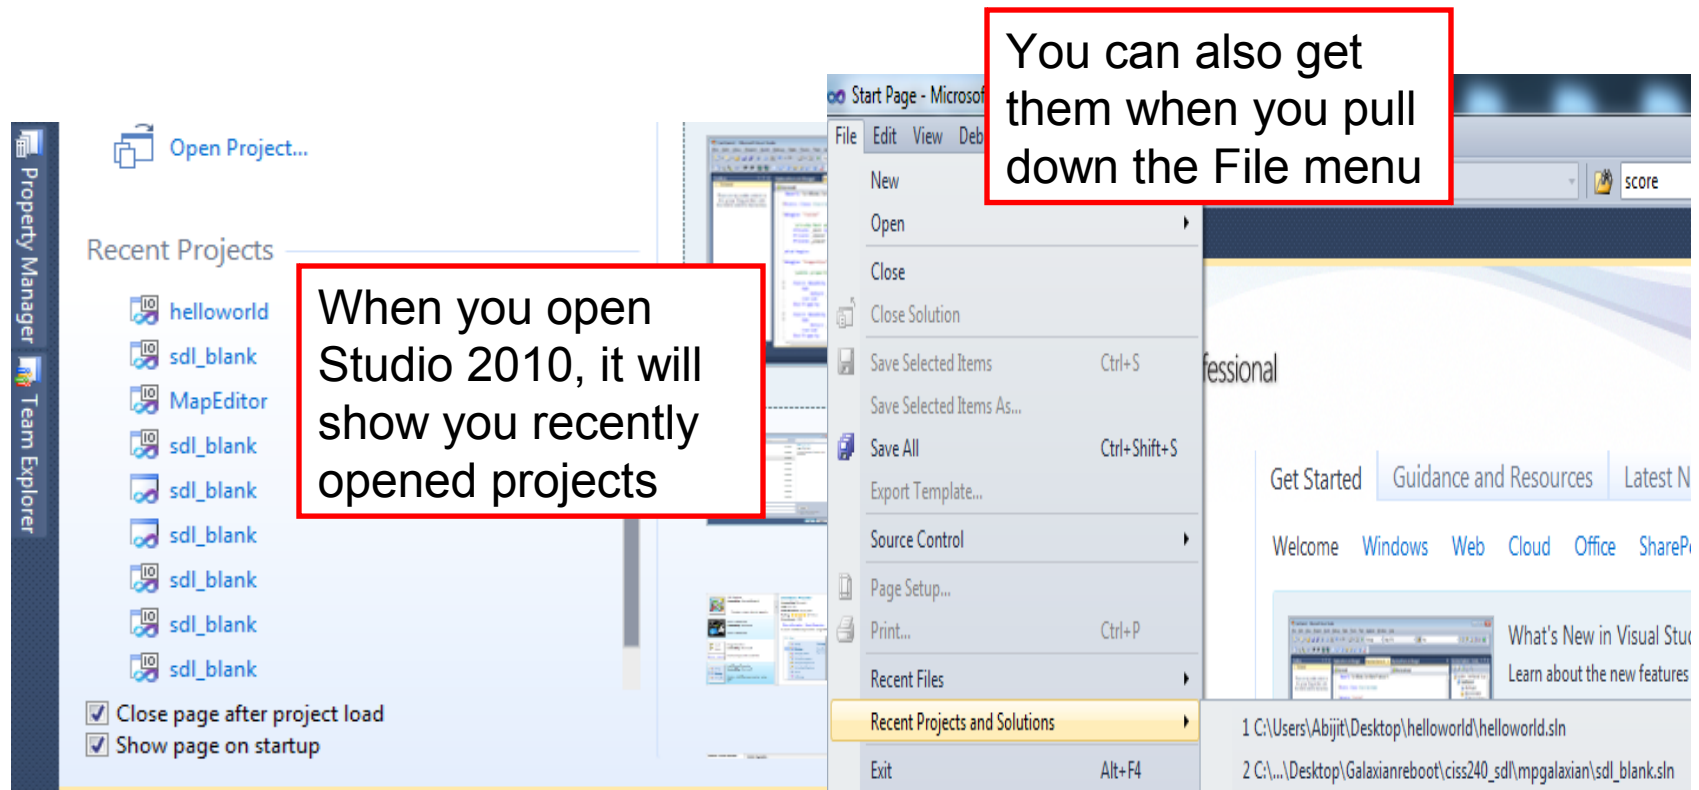 You can also get
them when you pull
down the File menu
When you open
Studio 2010, it will
show you recently
opened projects
Property Manager
Team Explorer
Open Project...
Recent Projects
helloworld
sdl_blank
MapEditor
sdl_blank
sdl_blank
sdl_blank
sdl_blank
sdl_blank
sdl_blank
Close page after project load
Show page on startup
Start Page - Microsof
File Edit View Deb
score
New
Open
Close
Close Solution
Save Selected Items Ctrl+S
Save Selected Items As...
Save All Ctrl+Shift+S
Export Template...
Source Control
Page Setup...
Print... Ctrl+P
Recent Files
Recent Projects and Solutions
Exit Alt+F4
fessional
Get Started Guidance and Resources Latest N
Welcome Windows Web Cloud Office SharePo
What's New in Visual Stud
Learn about the new features
1 C:\Users\Abijit\Desktop\helloworld\helloworld.sln
2 C:\...\Desktop\Galaxianreboot\ciss240_sdl\mpgalaxian\sdl_blank.sln